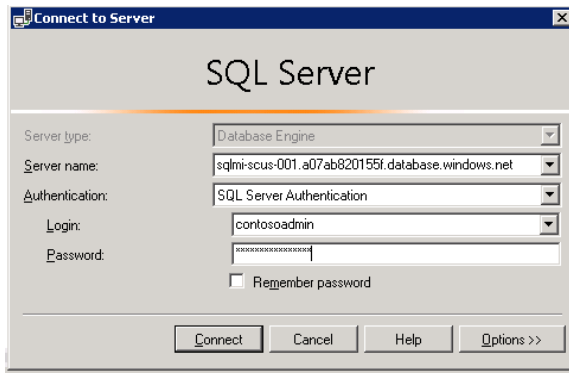 Connect to Server
SQL Server
Server type: Database Engine
Server name: sqlmi-scus-001.a07ab820155f.database.windows.net
Authentication: SQL Server Authentication
Login: contosoadmin
Password: ****************
Remember password
Connect Cancel Help Options >>